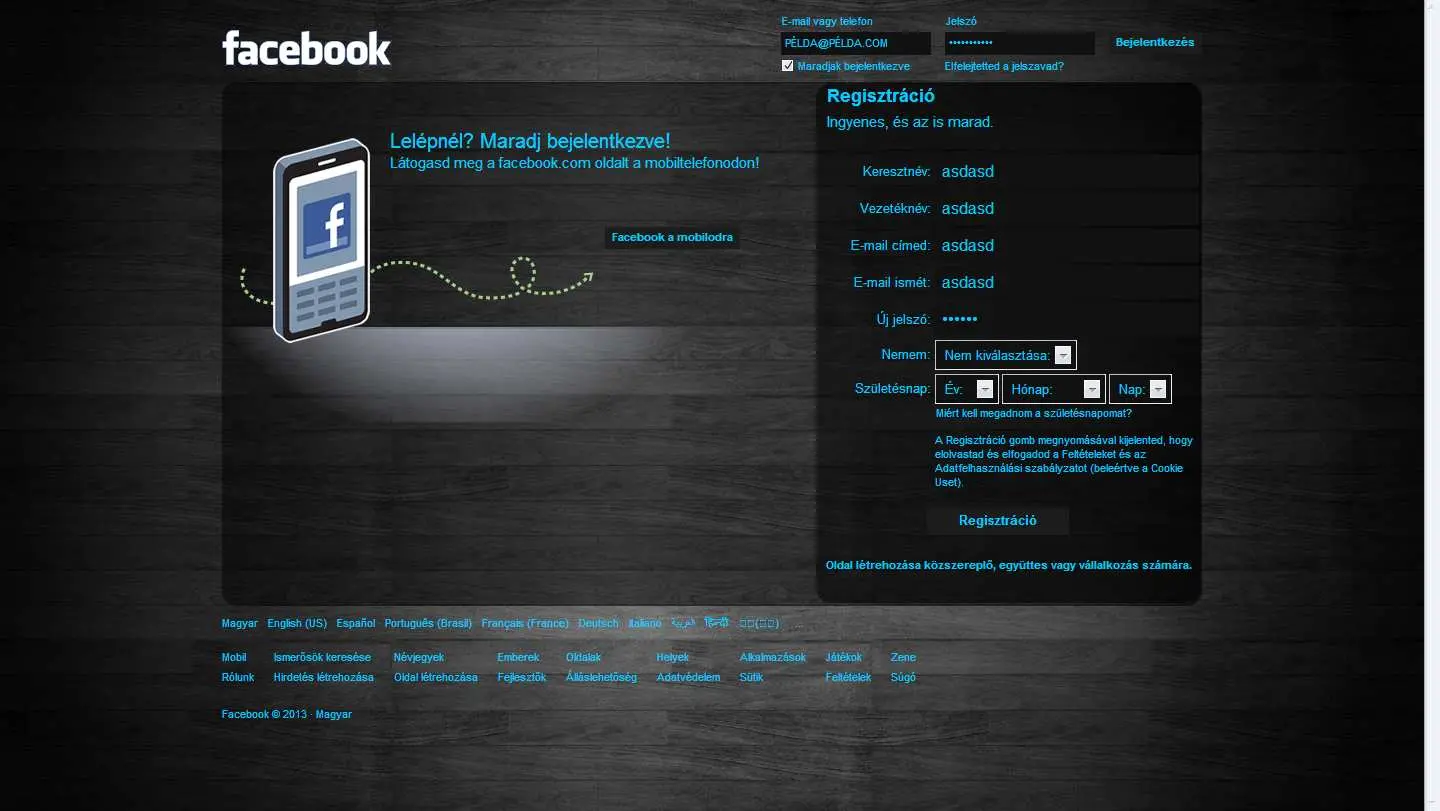 facebook
E-mail vagy telefon
Jelszó
PÉLDA@PÉLDA.COM
•••••••••••
Bejelentkezés
Maradjak bejelentkezve
Elfelejtetted a jelszavad?
Lelépnél? Maradj bejelentkezve!
Látogasd meg a facebook.com oldalt a mobiltelefonodon!
f
Facebook a mobilodra
Regisztráció
Ingyenes, és az is marad.
Keresztnév: asdasd
Vezetéknév: asdasd
E-mail címed: asdasd
E-mail ismét: asdasd
Új jelszó: ••••••
Nemem: Nem kiválasztása:
Születésnap: Év: Hónap: Nap:
Miért kell megadnom a születésnapomat?
A Regisztráció gomb megnyomásával kijelented, hogy
elolvastad és elfogadod a Feltételeket és az
Adatfelhasználási szabályzatot (beleértve a Cookie
Uset).
Regisztráció
Oldal létrehozása közszereplő, együttes vagy vállalkozás számára.
Magyar English (US) Español Português (Brasil) Français (France) Deutsch Italiano العربية हिन्दी ...
Mobil Ismerősök keresése Névjegyek Emberek Oldalak Helyek Alkalmazások Játékok Zene
Rólunk Hirdetés létrehozása Oldal létrehozása Fejlesztők Álláslehetőség Adatvédelem Sütik Feltételek Súgó
Facebook © 2013 · Magyar